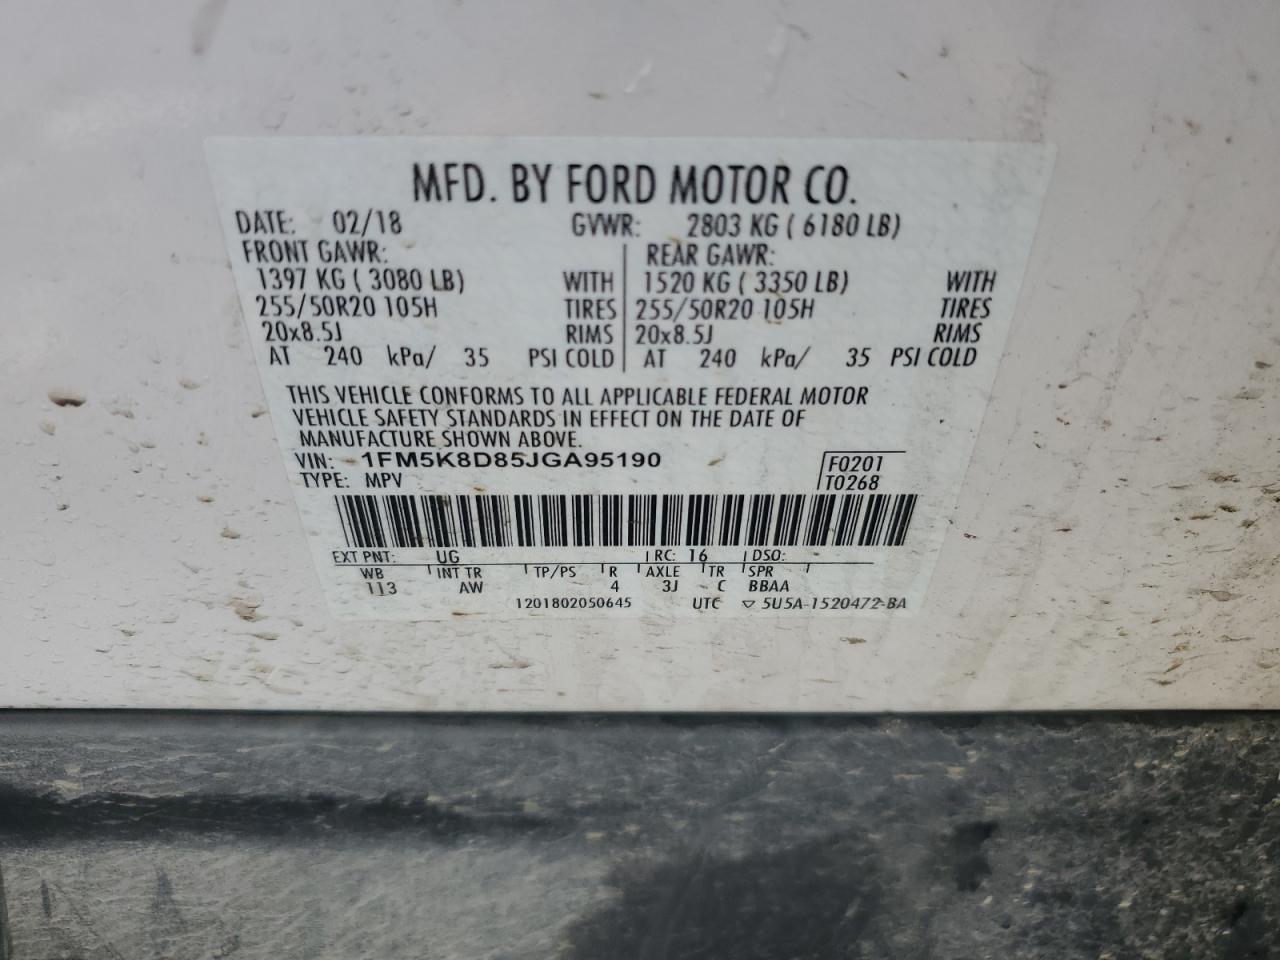 MFD. BY FORD MOTOR CO.
DATE: 02/18 GVWR: 2803 KG ( 6180 LB)
FRONT GAWR: REAR GAWR:
1397 KG ( 3080 LB) WITH 1520 KG ( 3350 LB) WITH
255/50R20 105H TIRES 255/50R20 105H TIRES
20x8.5J RIMS 20x8.5J RIMS
AT 240 kPa/ 35 PSI COLD AT 240 kPa/ 35 PSI COLD
THIS VEHICLE CONFORMS TO ALL APPLICABLE FEDERAL MOTOR
VEHICLE SAFETY STANDARDS IN EFFECT ON THE DATE OF
MANUFACTURE SHOWN ABOVE.
VIN: 1FM5K8D85JGA95190 F0201
TYPE: MPV T0268
EXT PNT: UG RC: 16 DSO:
WB INT TR TP/PS R AXLE TR SPR
113 AW 4 3J C BBAA
1201802050645 UTC ▽ 5U5A-1520472-BA